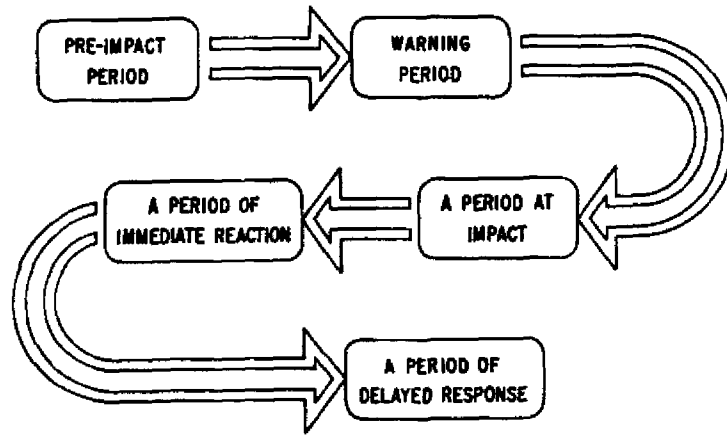 PRE-IMPACT
PERIOD
WARNING
PERIOD
A PERIOD AT
IMPACT
A PERIOD OF
IMMEDIATE REACTION
A PERIOD OF
DELAYED RESPONSE